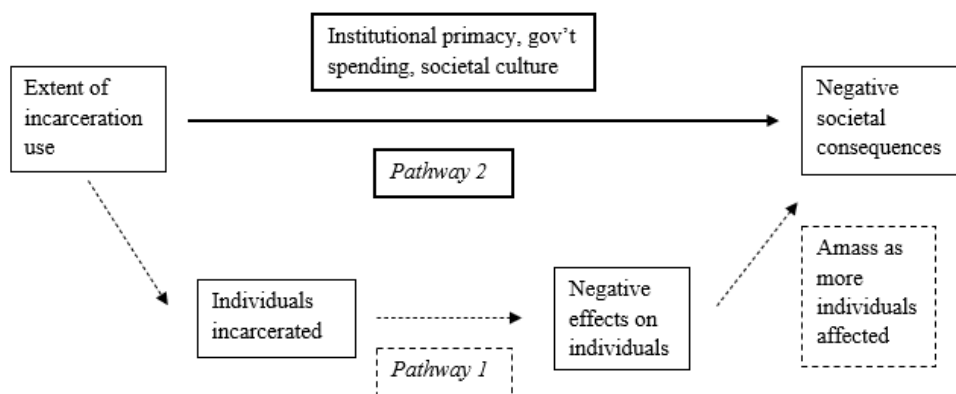 Institutional primacy, gov't
spending, societal culture
Extent of
incarceration
use
Negative
societal
consequences
Pathway 2
Amass as
more
individuals
affected
Individuals
incarcerated
Negative
effects on
individuals
Pathway 1